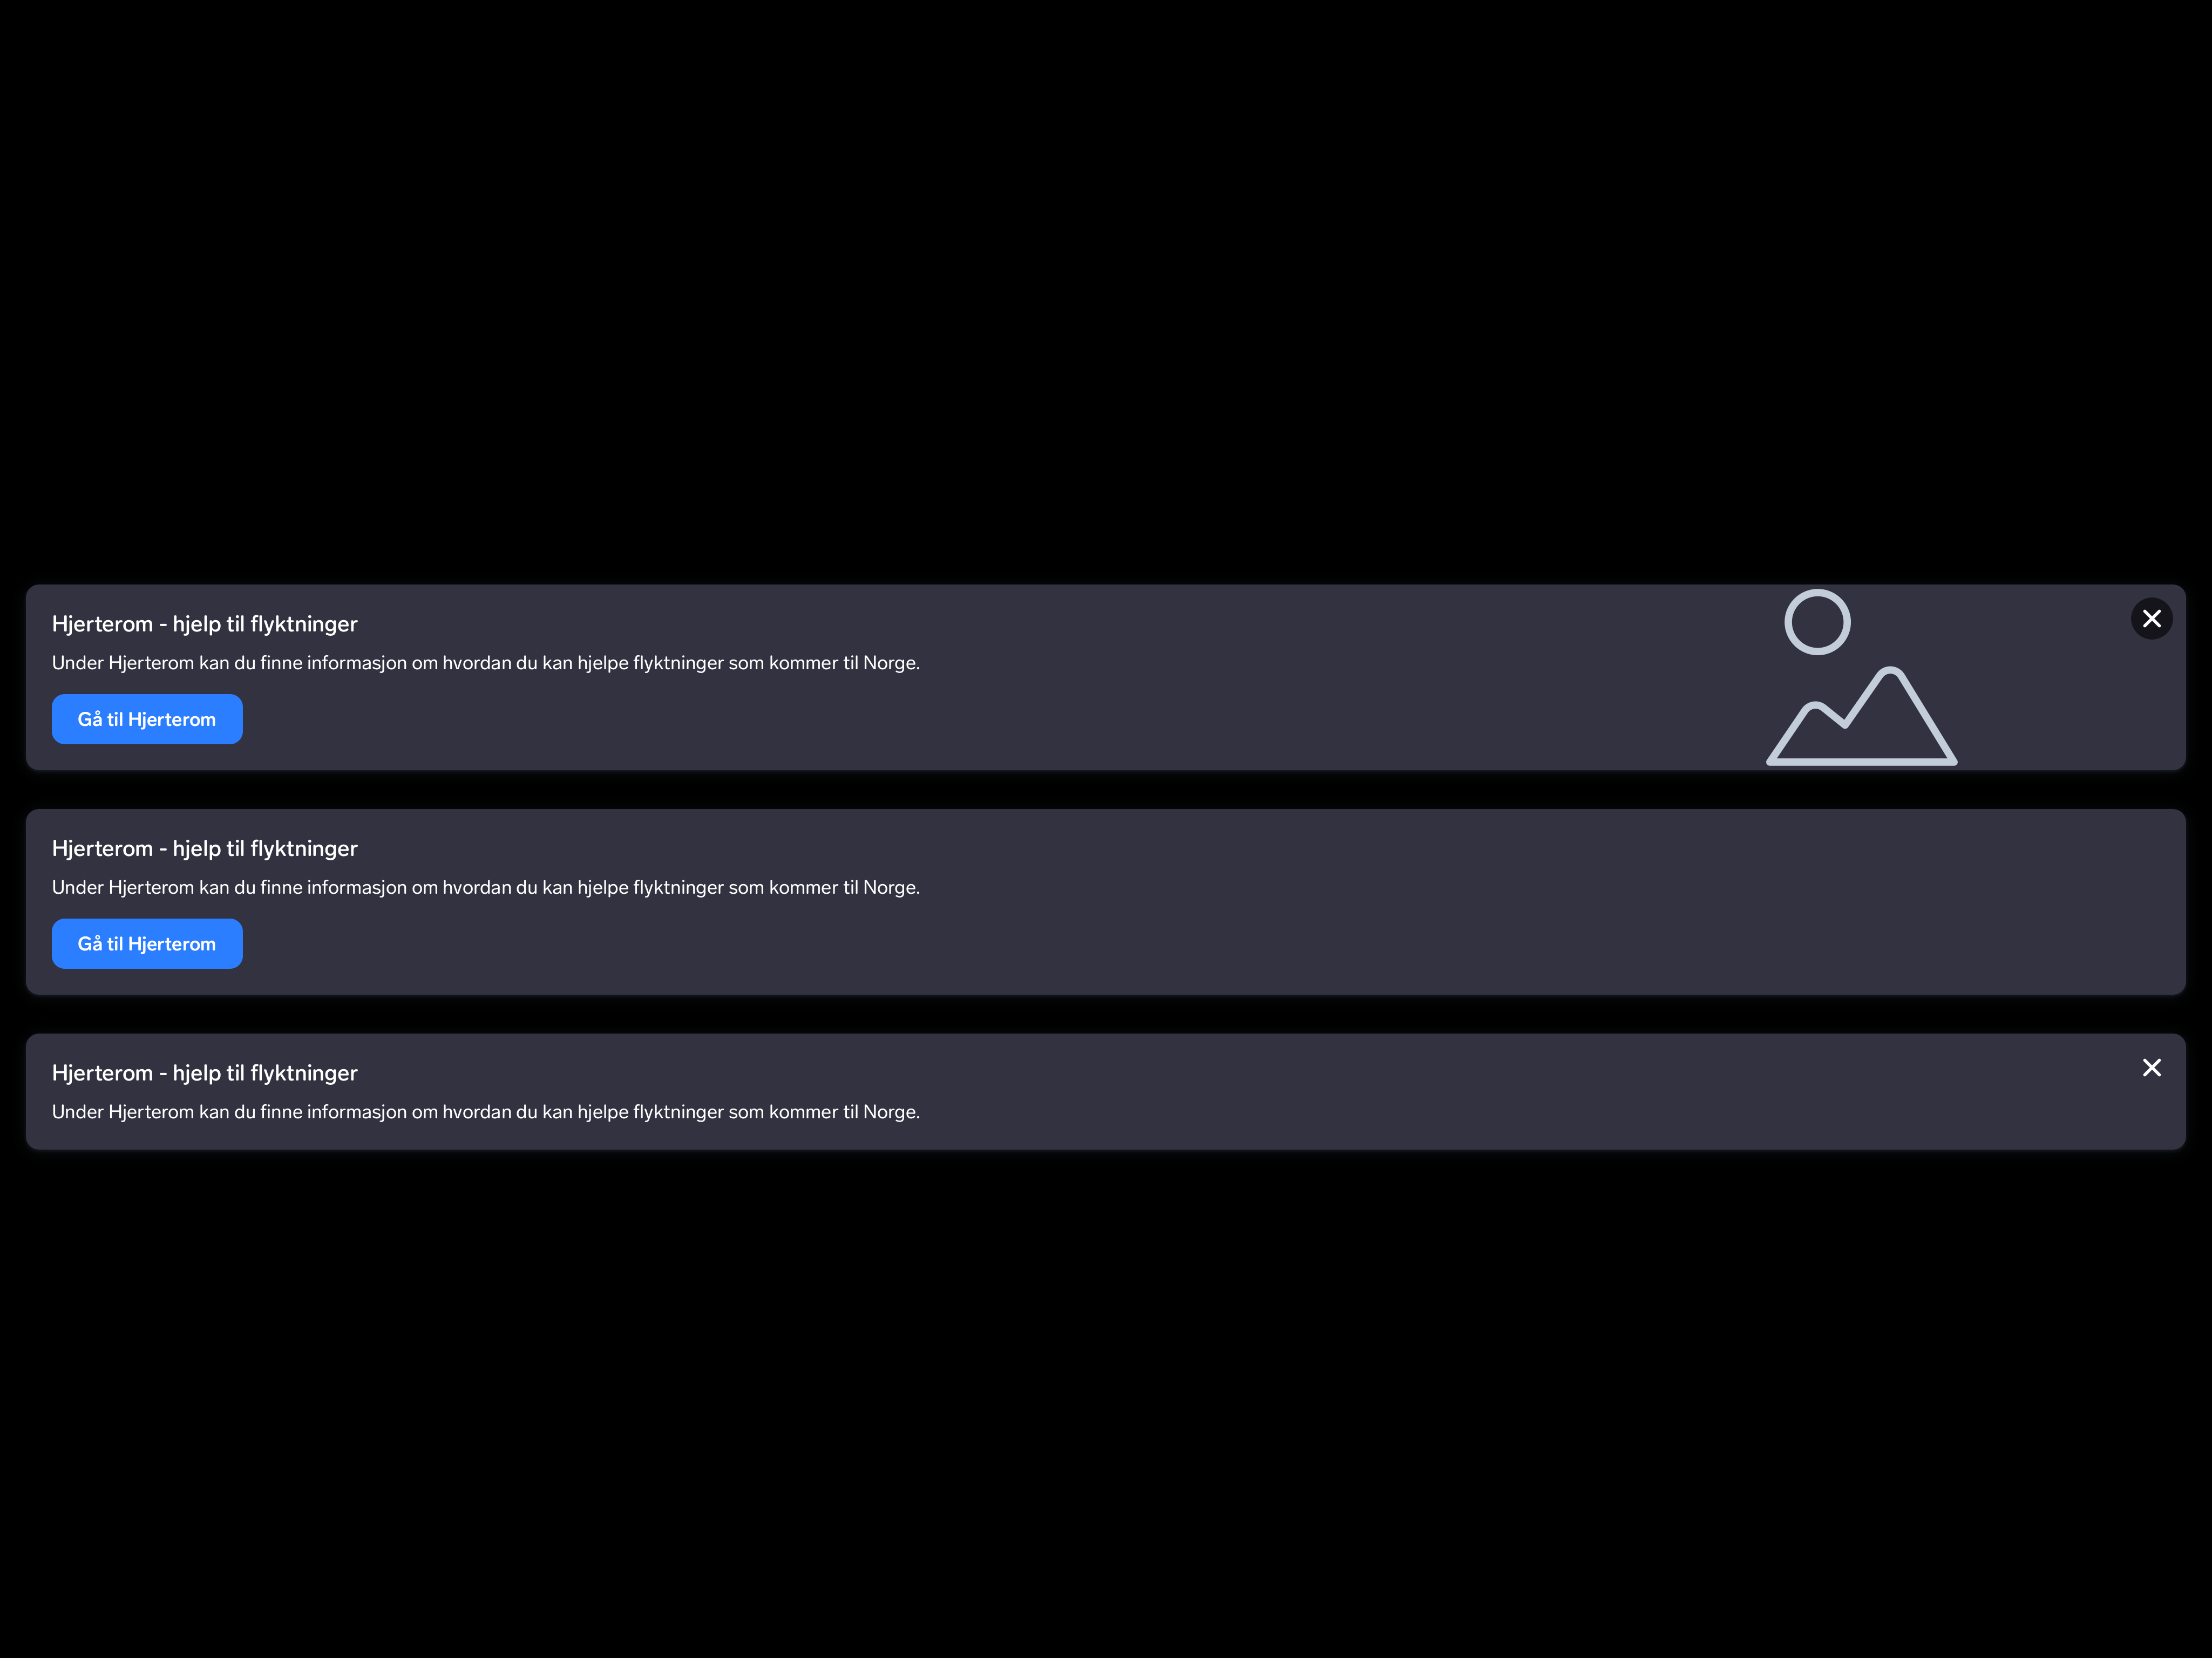 Hjerterom - hjelp til flyktninger
Under Hjerterom kan du finne informasjon om hvordan du kan hjelpe flyktninger som kommer til Norge.
Gå til Hjerterom
Hjerterom - hjelp til flyktninger
Under Hjerterom kan du finne informasjon om hvordan du kan hjelpe flyktninger som kommer til Norge.
Gå til Hjerterom
Hjerterom - hjelp til flyktninger
Under Hjerterom kan du finne informasjon om hvordan du kan hjelpe flyktninger som kommer til Norge.